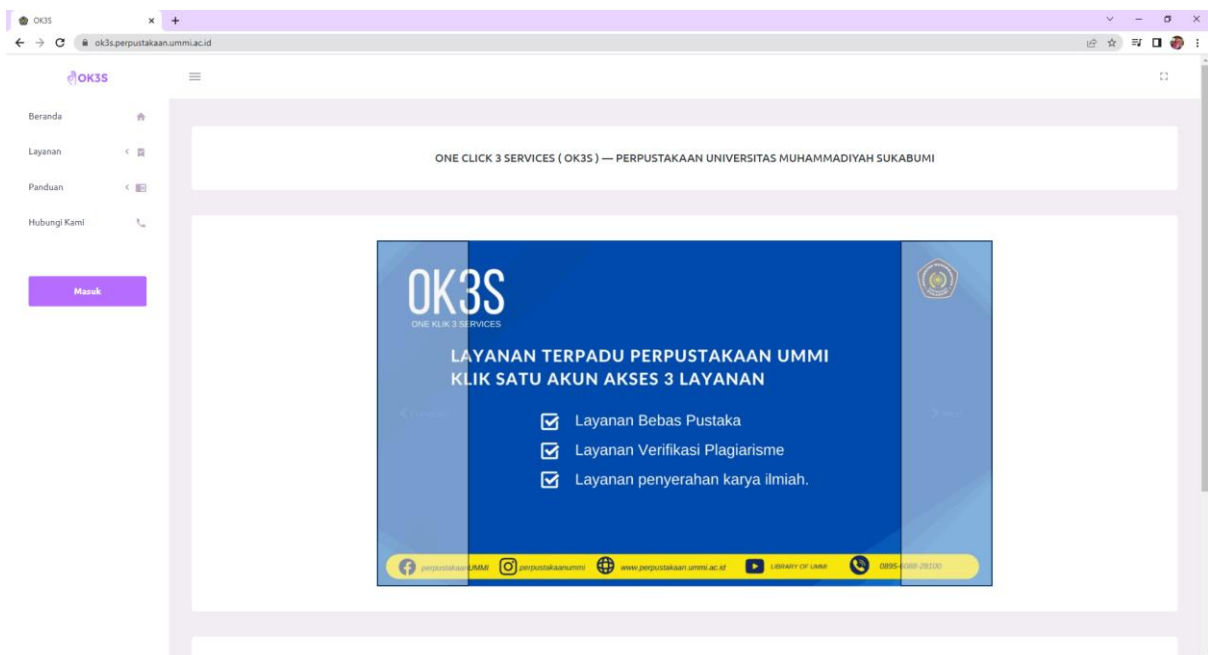 OK3S
ok3s.perpustakaan.ummi.ac.id
OK3S
Beranda
Layanan
Panduan
Hubungi Kami
Masuk
ONE CLICK 3 SERVICES ( OK3S ) — PERPUSTAKAAN UNIVERSITAS MUHAMMADIYAH SUKABUMI
OK3S
ONE KLIK 3 SERVICES
LAYANAN TERPADU PERPUSTAKAAN UMMI
KLIK SATU AKUN AKSES 3 LAYANAN
Layanan Bebas Pustaka
Layanan Verifikasi Plagiarisme
Layanan penyerahan karya ilmiah.
perpustakaanUMMI perpustakaanummi www.perpustakaan.ummi.ac.id LIBRARY OF UMMI